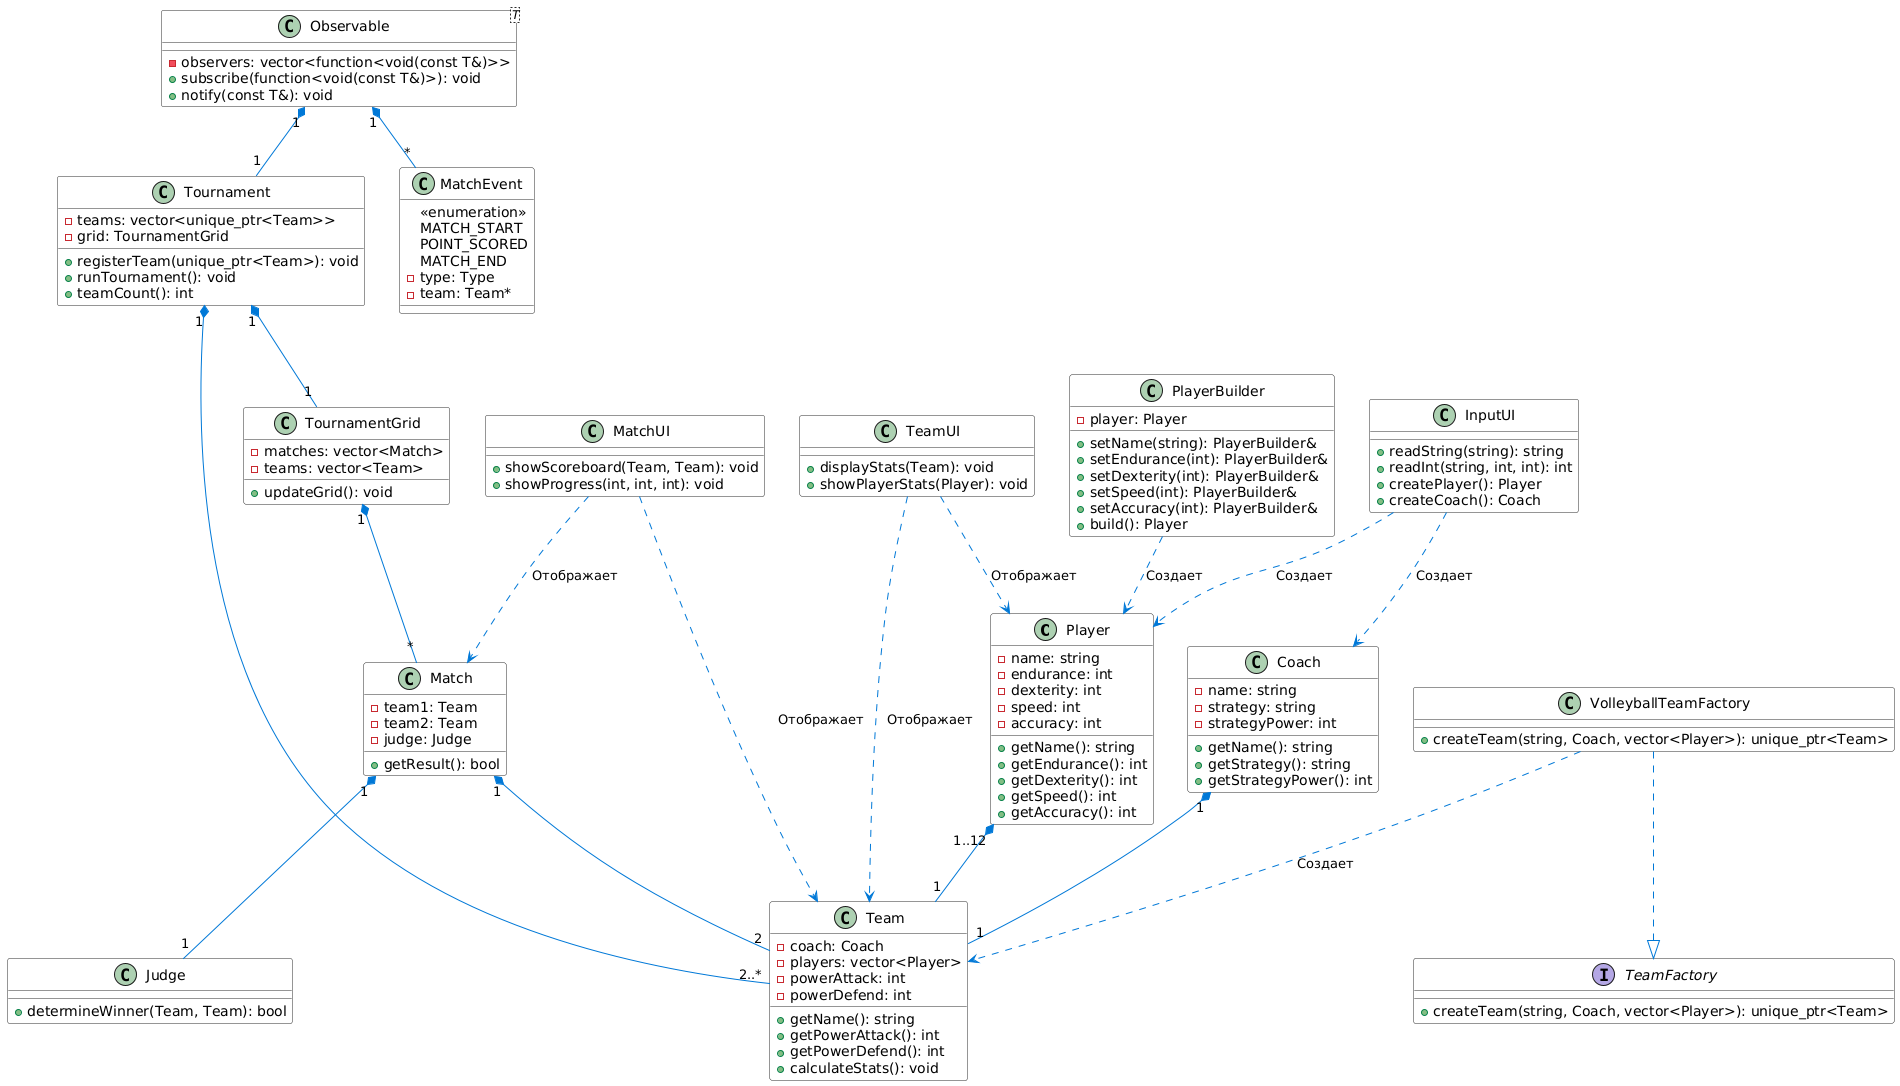 Observable
T
observers: vector<function<void(const T&)>>
subscribe(function<void(const T&)>): void
notify(const T&): void
1
1
1
*
Tournament
teams: vector<unique_ptr<Team>>
grid: TournamentGrid
registerTeam(unique_ptr<Team>): void
runTournament(): void
teamCount(): int
MatchEvent
«enumeration»
MATCH_START
POINT_SCORED
MATCH_END
type: Type
team: Team*
1
1
1
TournamentGrid
matches: vector<Match>
teams: vector<Team>
updateGrid(): void
MatchUI
showScoreboard(Team, Team): void
showProgress(int, int, int): void
TeamUI
displayStats(Team): void
showPlayerStats(Player): void
PlayerBuilder
player: Player
setName(string): PlayerBuilder&
setEndurance(int): PlayerBuilder&
setDexterity(int): PlayerBuilder&
setSpeed(int): PlayerBuilder&
setAccuracy(int): PlayerBuilder&
build(): Player
InputUI
readString(string): string
readInt(string, int, int): int
createPlayer(): Player
createCoach(): Coach
1
*
Отображает
Отображает
Создает
Создает
Создает
Match
team1: Team
team2: Team
judge: Judge
getResult(): bool
Отображает
Отображает
Player
name: string
endurance: int
dexterity: int
speed: int
accuracy: int
getName(): string
getEndurance(): int
getDexterity(): int
getSpeed(): int
getAccuracy(): int
Coach
name: string
strategy: string
strategyPower: int
getName(): string
getStrategy(): string
getStrategyPower(): int
VolleyballTeamFactory
createTeam(string, Coach, vector<Player>): unique_ptr<Team>
1
1
1..12
1
Создает
1
2
1
1
2..*
Judge
determineWinner(Team, Team): bool
Team
coach: Coach
players: vector<Player>
powerAttack: int
powerDefend: int
getName(): string
getPowerAttack(): int
getPowerDefend(): int
calculateStats(): void
TeamFactory
createTeam(string, Coach, vector<Player>): unique_ptr<Team>